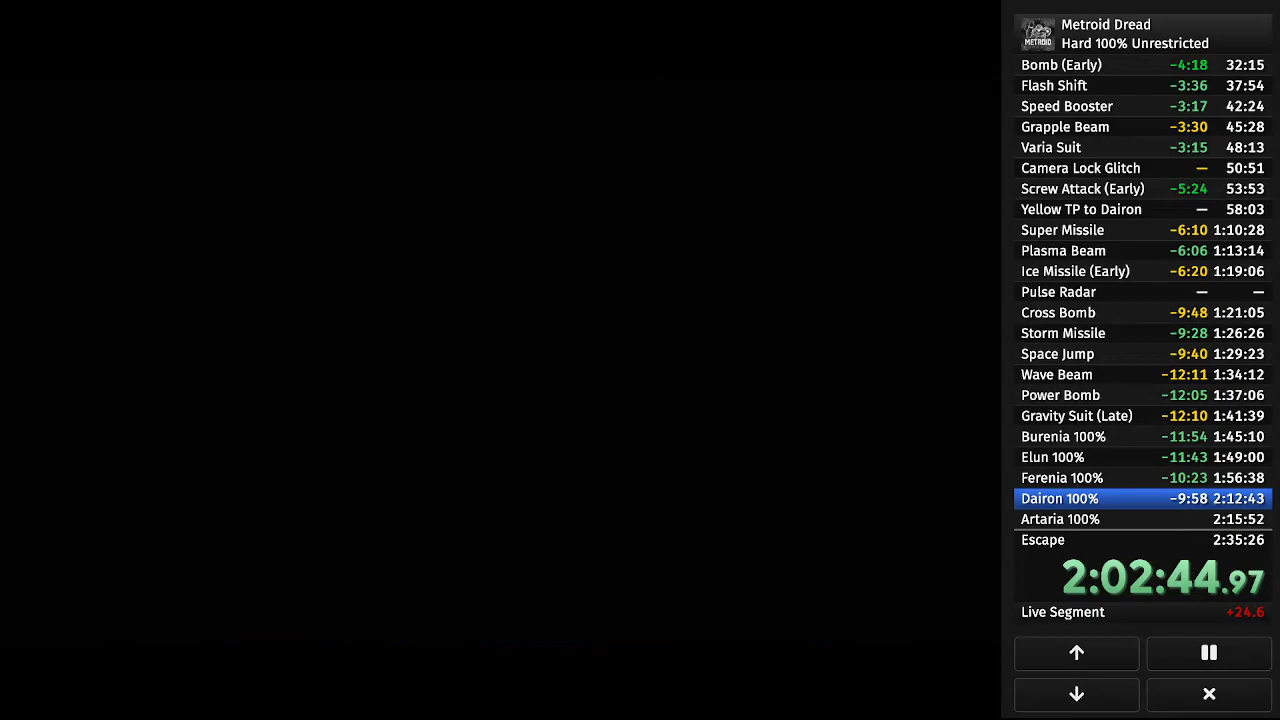 Metroid Dread
Hard 100% Unrestricted
METROID
Bomb (Early) −4:18 32:15
Flash Shift −3:36 37:54
Speed Booster −3:17 42:24
Grapple Beam −3:30 45:28
Varia Suit −3:15 48:13
Camera Lock Glitch — 50:51
Screw Attack (Early) −5:24 53:53
Yellow TP to Dairon — 58:03
Super Missile −6:10 1:10:28
Plasma Beam −6:06 1:13:14
Ice Missile (Early) −6:20 1:19:06
Pulse Radar — —
Cross Bomb −9:48 1:21:05
Storm Missile −9:28 1:26:26
Space Jump −9:40 1:29:23
Wave Beam −12:11 1:34:12
Power Bomb −12:05 1:37:06
Gravity Suit (Late) −12:10 1:41:39
Burenia 100% −11:54 1:45:10
Elun 100% −11:43 1:49:00
Ferenia 100% −10:23 1:56:38
Dairon 100% −9:58 2:12:43
Artaria 100% 2:15:52
Escape 2:35:26
2:02:44.97
Live Segment +24.6